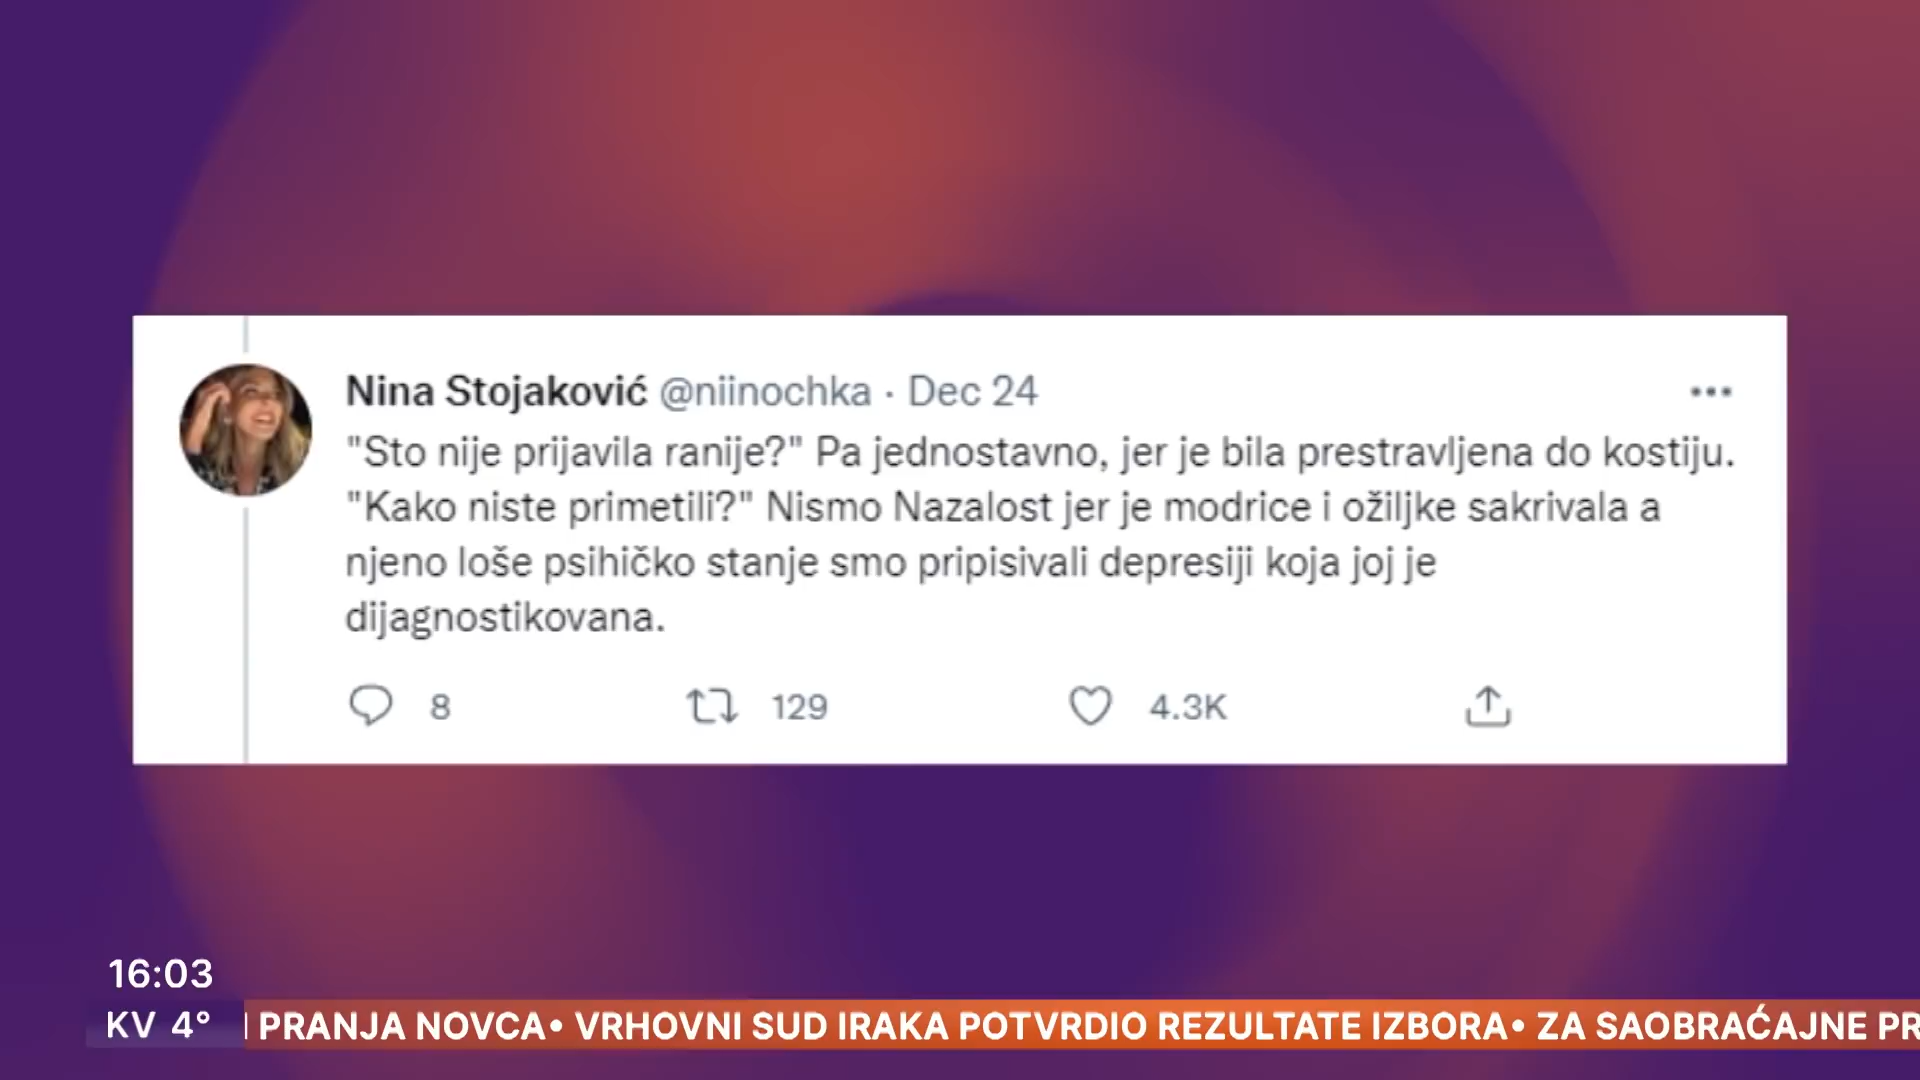 Nina Stojaković @niinochka · Dec 24
"Sto nije prijavila ranije?" Pa jednostavno, jer je bila prestravljena do kostiju.
"Kako niste primetili?" Nismo Nazalost jer je modrice i ožiljke sakrivala a
njeno loše psihičko stanje smo pripisivali depresiji koja joj je
dijagnostikovana.
8 129 4.3K
16:03
KV 4° PRANJA NOVCA• VRHOVNI SUD IRAKA POTVRDIO REZULTATE IZBORA• ZA SAOBRAĆAJNE PR